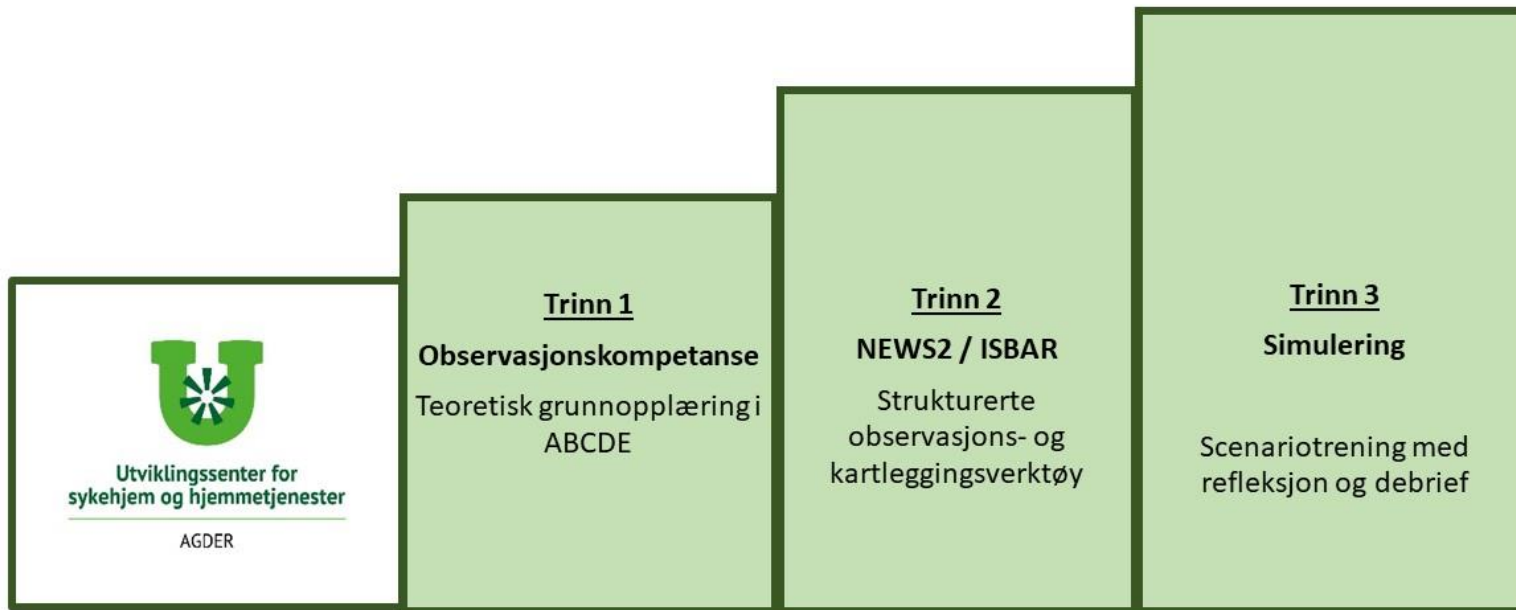 Utviklingssenter for
sykehjem og hjemmetjenester
AGDER
Trinn 1
Observasjonskompetanse
Teoretisk grunnopplæring i
ABCDE
Trinn 2
NEWS2 / ISBAR
Strukturerte
observasjons- og
kartleggingsverktøy
Trinn 3
Simulering
Scenariotrening med
refleksjon og debrief